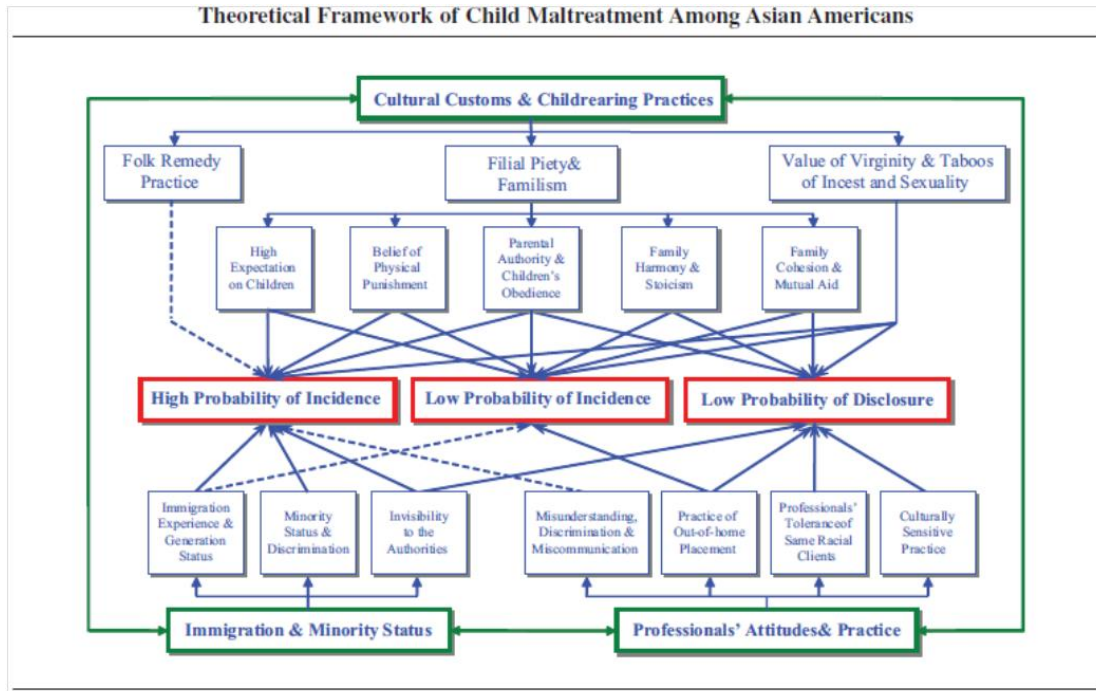 Theoretical Framework of Child Maltreatment Among Asian Americans
Cultural Customs & Childrearing Practices
Folk Remedy
Practice
Filial Piety&
Familism
Value of Virginity & Taboos
of Incest and Sexuality
High
Expectation
on Children
Belief of
Physical
Punishment
Parental
Authority &
Children's
Obedience
Family
Harmony &
Stoicism
Family
Cohesion &
Mutual Aid
High Probability of Incidence
Low Probability of Incidence
Low Probability of Disclosure
Immigration
Experience &
Generation
Status
Minority
Status &
Discrimination
Invisibility
to the
Authorities
Misunderstanding,
Discrimination &
Miscommunication
Practice of
Out-of-home
Placement
Professionals'
Toleranceof
Same Racial
Clients
Culturally
Sensitive
Practice
Immigration & Minority Status
Professionals' Attitudes& Practice